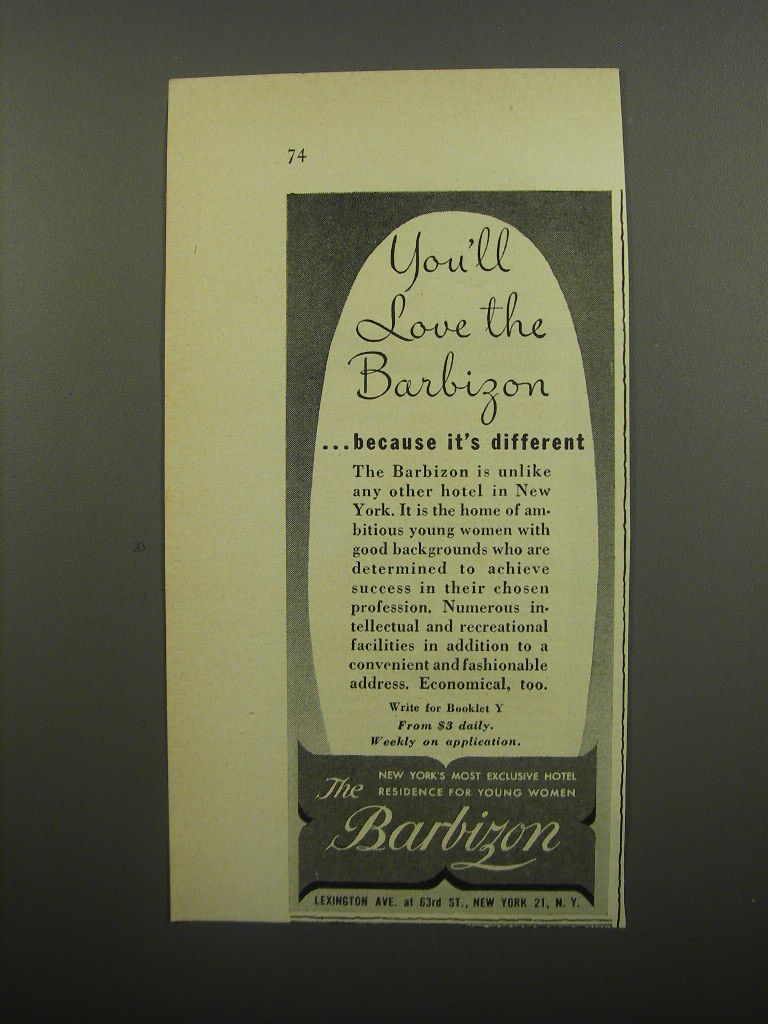 74
You'll
Love the
Barbizon
...because it's different
The Barbizon is unlike
any other hotel in New
York. It is the home of am-
bitious young women with
good backgrounds who are
determined to achieve
success in their chosen
profession. Numerous in-
tellectual and recreational
facilities in addition to a
convenient and fashionable
address. Economical, too.
Write for Booklet Y
From $3 daily.
Weekly on application.
NEW YORK'S MOST EXCLUSIVE HOTEL
RESIDENCE FOR YOUNG WOMEN
The
Barbizon
LEXINGTON AVE. at 63rd ST., NEW YORK 21, N. Y.